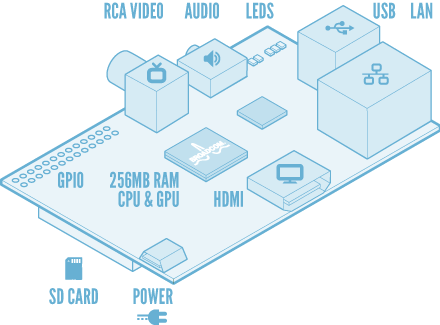 RCA VIDEO AUDIO LEDS USB LAN
GPIO 256MB RAM
CPU & GPU HDMI
SD CARD POWER